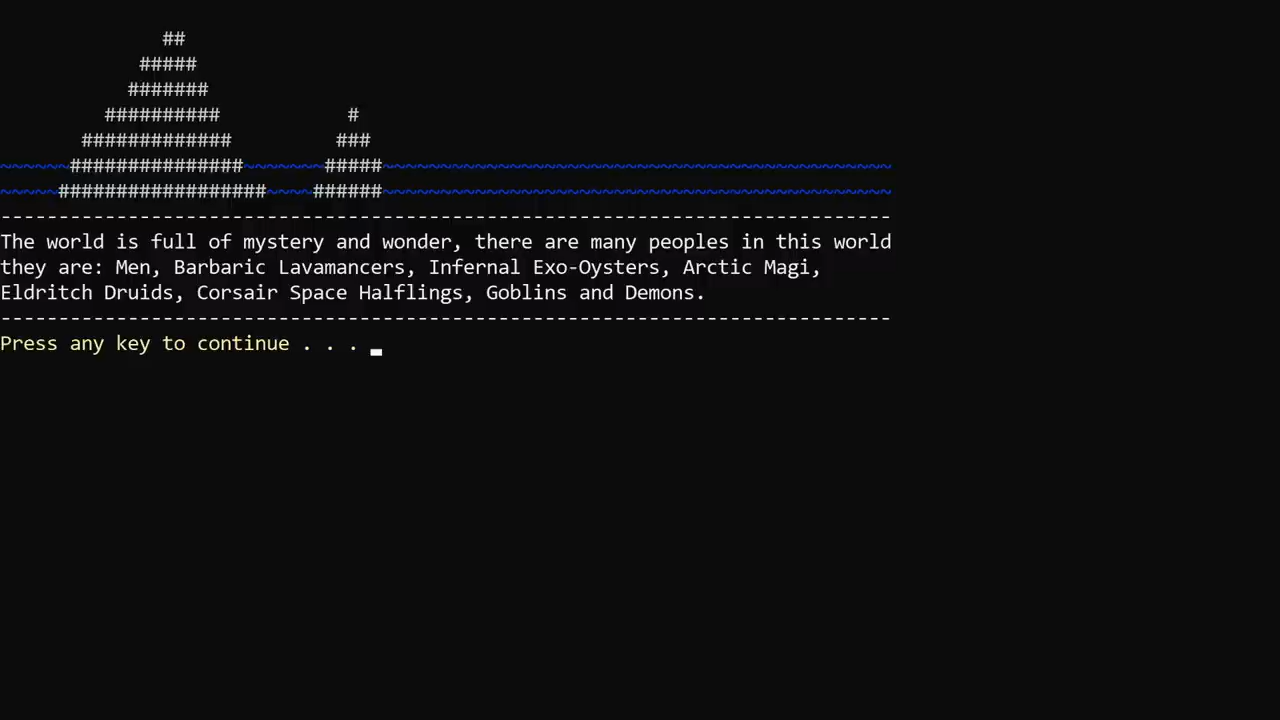 The world is full of mystery and wonder, there are many peoples in this world
they are: Men, Barbaric Lavamancers, Infernal Exo-Oysters, Arctic Magi,
Eldritch Druids, Corsair Space Halflings, Goblins and Demons.
Press any key to continue . . .